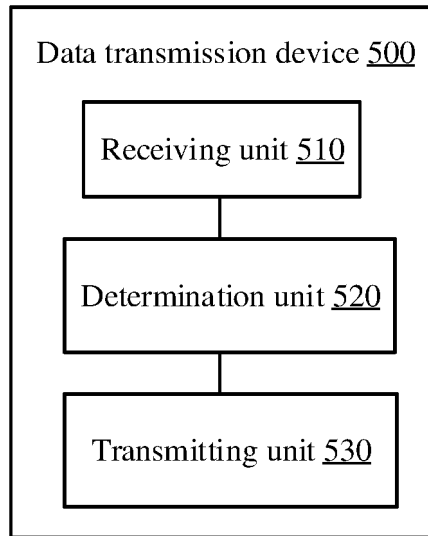 Data transmission device 500
Receiving unit 510
Determination unit 520
Transmitting unit 530